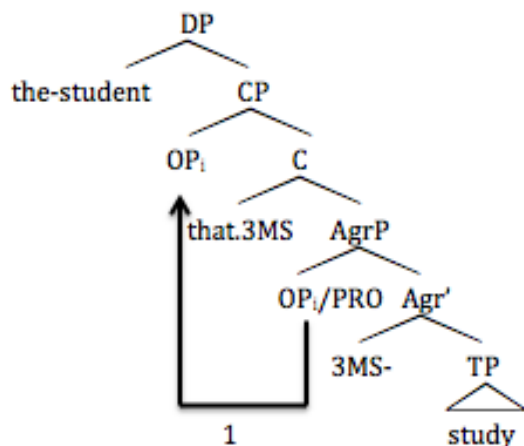 DP
the-student CP
OPᵢ C
that.3MS AgrP
OPᵢ/PRO Agr'
3MS- TP
1 study